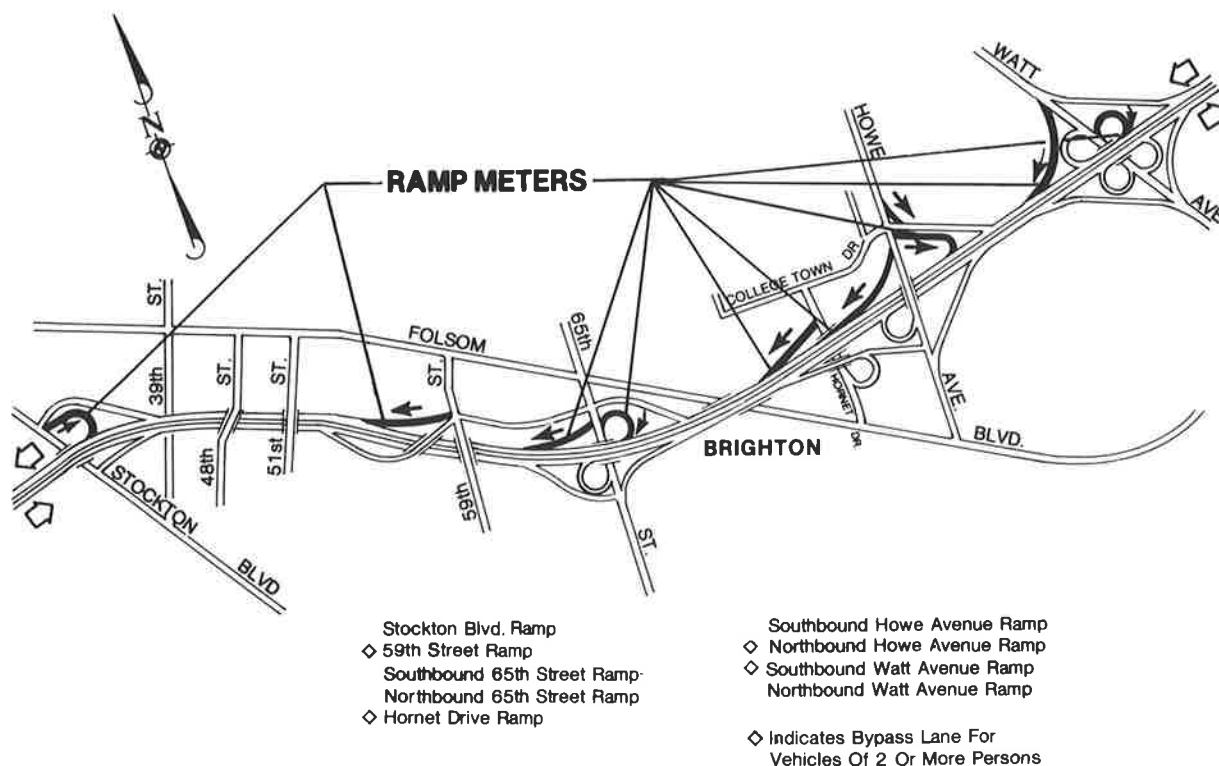 WATT
AVE
HOWE
AVE.
N
RAMP METERS
COLLEGE TOWN
DR
39th
ST.
48th
ST.
51st
ST.
FOLSOM
BLVD.
ST.
59th
65th
ST.
HORNET
DR.
BRIGHTON
STOCKTON
BLVD
Stockton Blvd. Ramp
59th Street Ramp
Southbound 65th Street Ramp
Northbound 65th Street Ramp
Hornet Drive Ramp
Southbound Howe Avenue Ramp
Northbound Howe Avenue Ramp
Southbound Watt Avenue Ramp
Northbound Watt Avenue Ramp
Indicates Bypass Lane For
Vehicles Of 2 Or More Persons